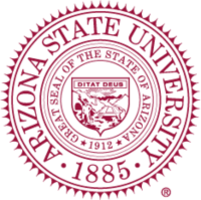 ARIZONA STATE UNIVERSITY
· 1885 ·
GREAT SEAL OF THE STATE OF ARIZONA
· 1912 ·
DITAT DEUS
®